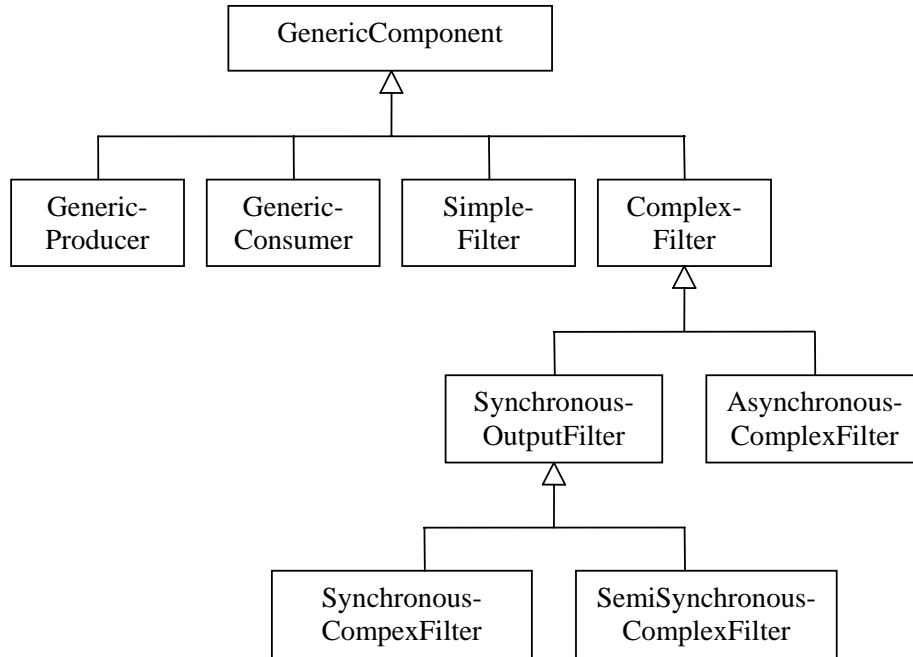 GenericComponent
Generic-
Producer
Generic-
Consumer
Simple-
Filter
Complex-
Filter
Synchronous-
OutputFilter
Asynchronous-
ComplexFilter
Synchronous-
CompexFilter
SemiSynchronous-
ComplexFilter